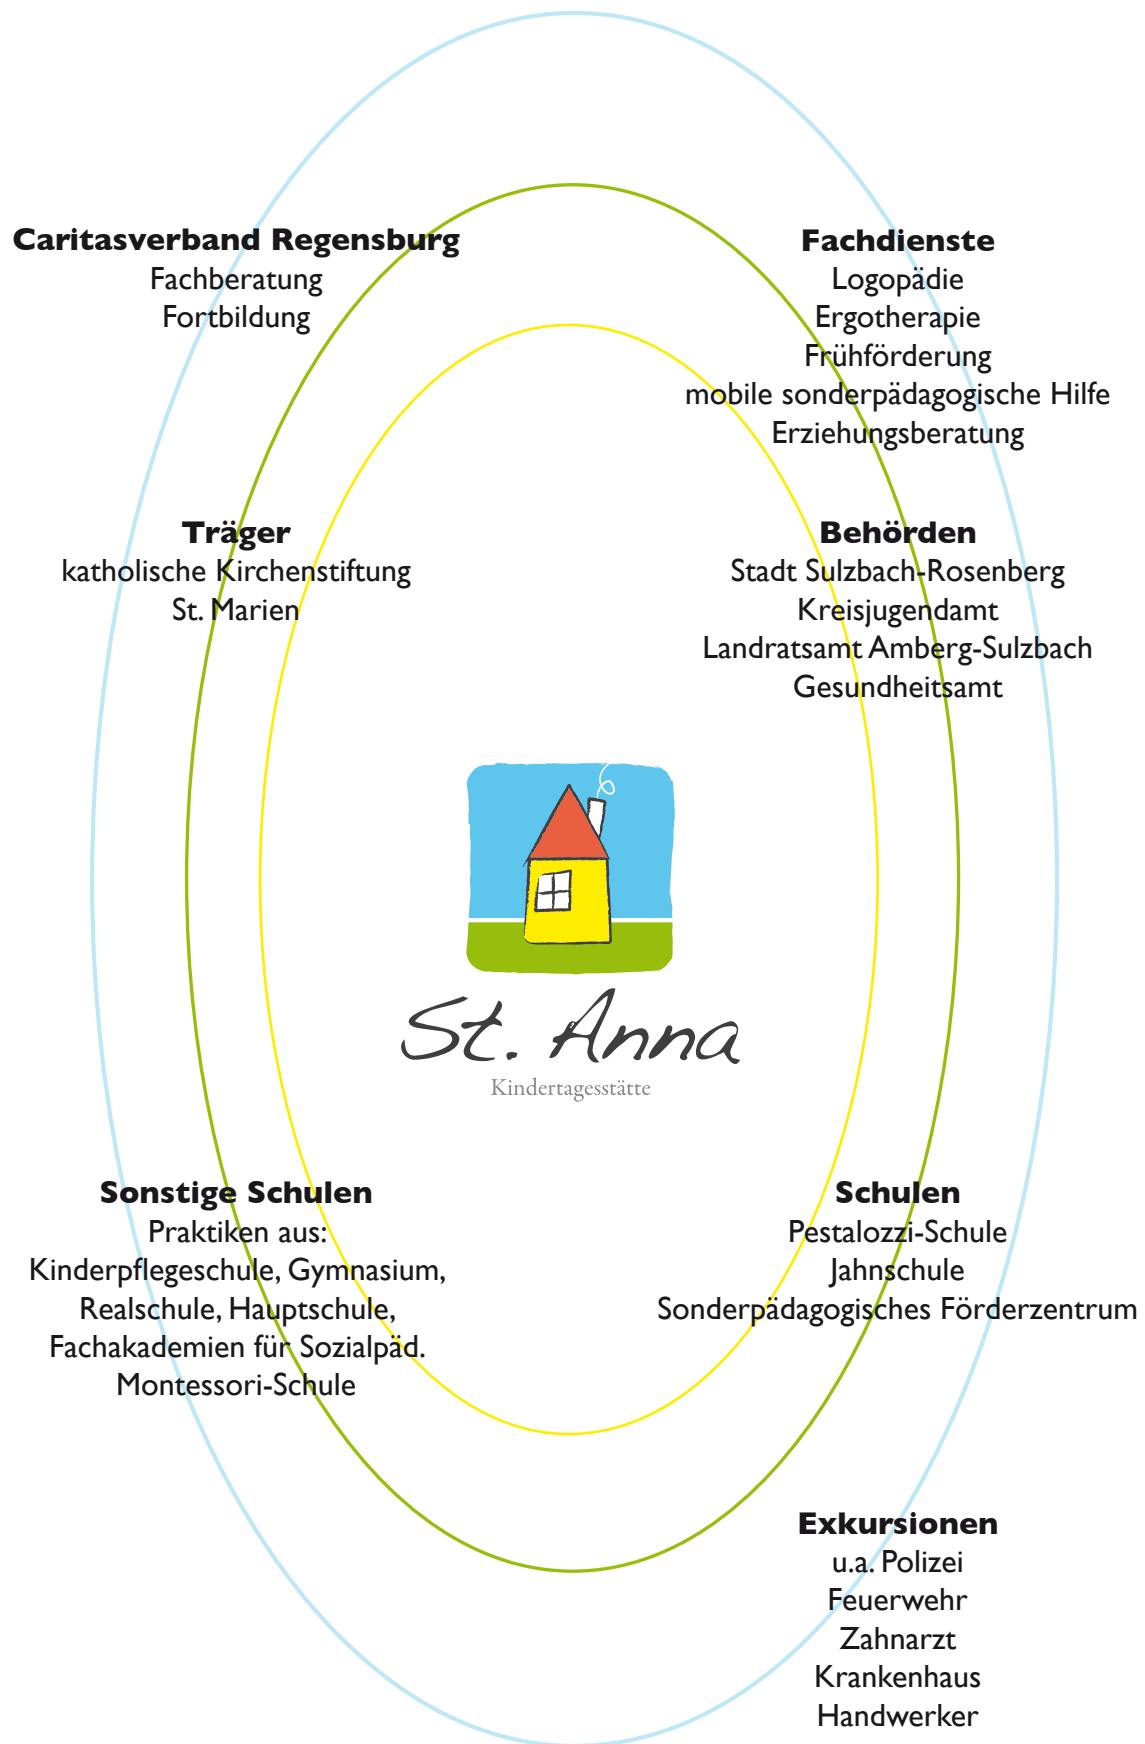 Caritasverband Regensburg
Fachberatung
Fortbildung
Fachdienste
Logopädie
Ergotherapie
Frühförderung
mobile sonderpädagogische Hilfe
Erziehungsberatung
Träger
katholische Kirchenstiftung
St. Marien
Behörden
Stadt Sulzbach-Rosenberg
Kreisjugendamt
Landratsamt Amberg-Sulzbach
Gesundheitsamt
St. Anna
Kindertagesstätte
Sonstige Schulen
Praktiken aus:
Kinderpflegeschule, Gymnasium,
Realschule, Hauptschule,
Fachakademien für Sozialpäd.
Montessori-Schule
Schulen
Pestalozzi-Schule
Jahnschule
Sonderpädagogisches Förderzentrum
Exkursionen
u.a. Polizei
Feuerwehr
Zahnarzt
Krankenhaus
Handwerker